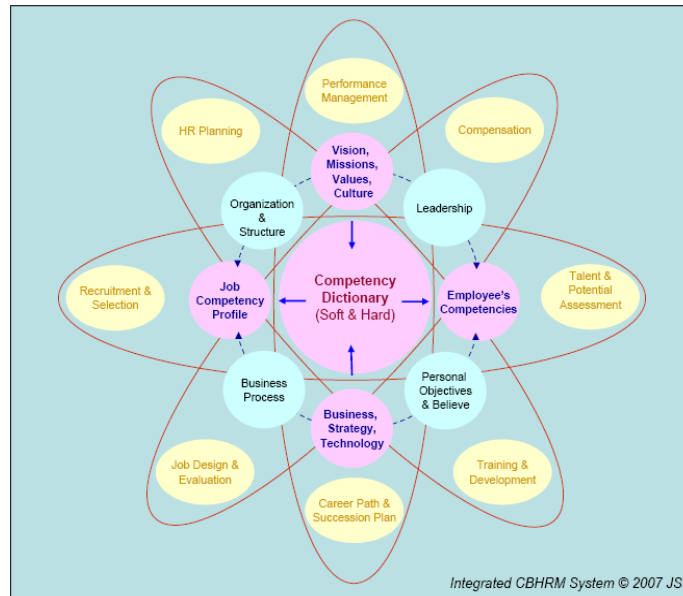 Performance
Management
HR Planning
Compensation
Vision,
Missions,
Values,
Culture
Organization
&
Structure
Leadership
Recruitment &
Selection
Job
Competency
Profile
Competency
Dictionary
(Soft & Hard)
Employee's
Competencies
Talent &
Potential
Assessment
Business
Process
Personal
Objectives
& Believe
Business,
Strategy,
Technology
Job Design &
Evaluation
Training &
Development
Career Path &
Succession Plan
Integrated CBHRM System © 2007 JS